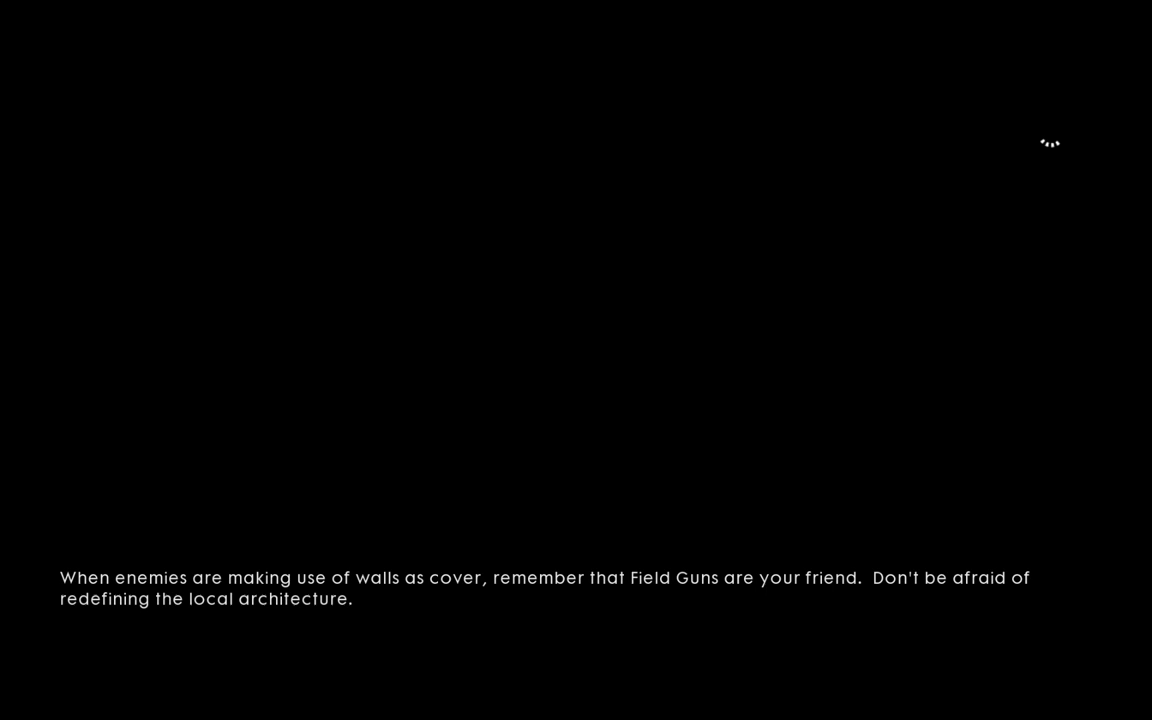 When enemies are making use of walls as cover, remember that Field Guns are your friend.  Don't be afraid of
redefining the local architecture.